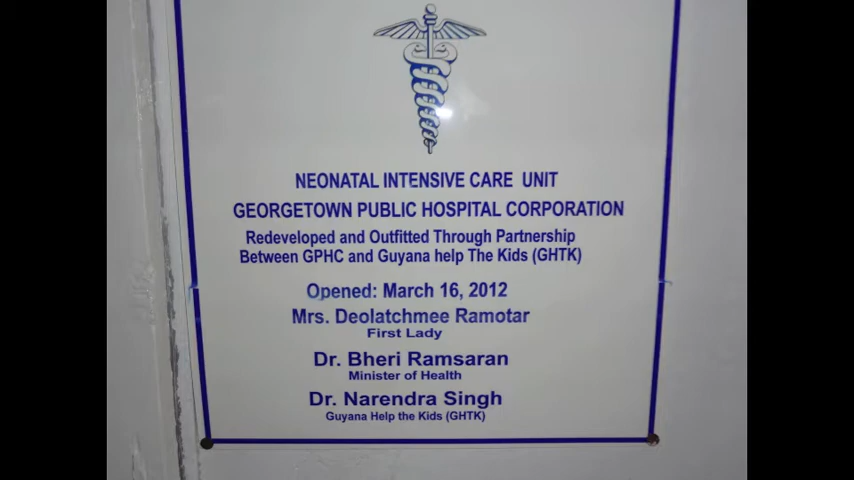 NEONATAL INTENSIVE CARE UNIT
GEORGETOWN PUBLIC HOSPITAL CORPORATION
Redeveloped and Outfitted Through Partnership
Between GPHC and Guyana help The Kids (GHTK)
Opened: March 16, 2012
Mrs. Deolatchmee Ramotar
First Lady
Dr. Bheri Ramsaran
Minister of Health
Dr. Narendra Singh
Guyana Help the Kids (GHTK)